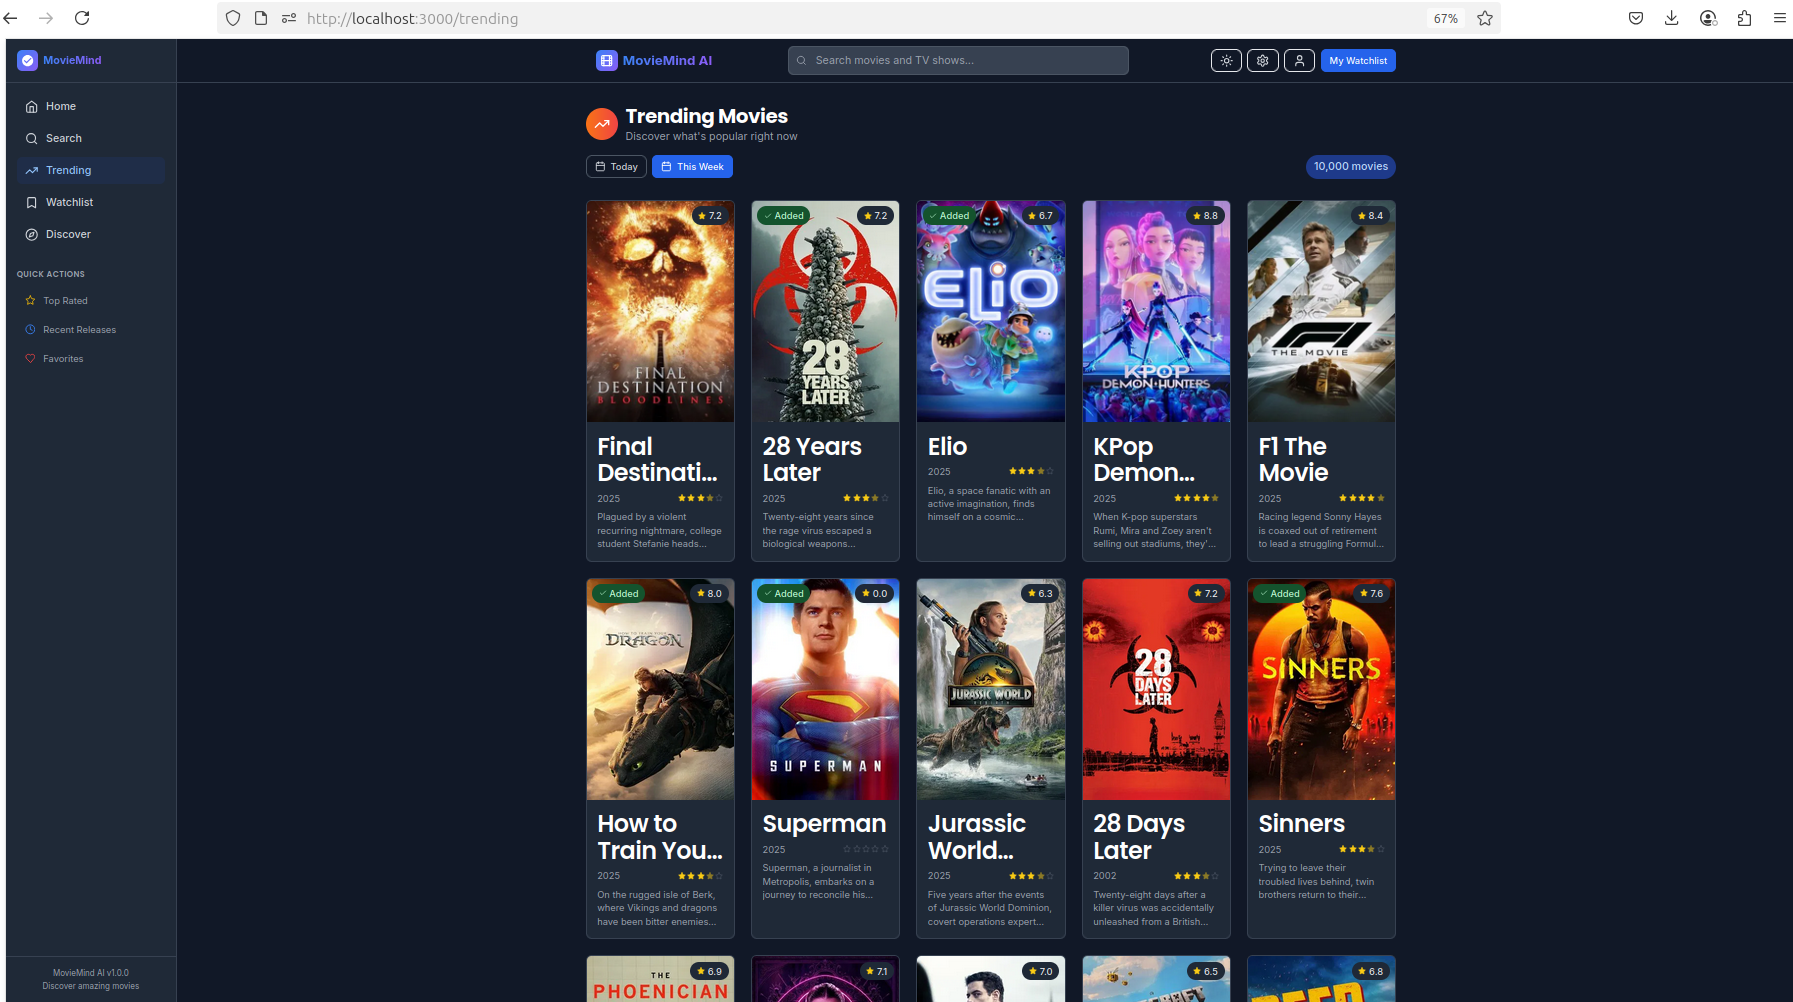 http://localhost:3000/trending
67%
MovieMind
MovieMind AI
Search movies and TV shows...
My Watchlist
Home
Search
Trending
Watchlist
Discover
QUICK ACTIONS
Top Rated
Recent Releases
Favorites
MovieMind AI v1.0.0
Discover amazing movies
Trending Movies
Discover what's popular right now
Today
This Week
10,000 movies
7.2
FINAL
DESTINATION
BLOODLINES
Final
Destinati...
2025
Plagued by a violent
recurring nightmare, college
student Stefanie heads...
Added
7.2
28
YEARS
LATER
28 Years
Later
2025
Twenty-eight years since
the rage virus escaped a
biological weapons...
Added
6.7
ELIO
Elio
2025
Elio, a space fanatic with an
active imagination, finds
himself on a cosmic...
8.8
KPOP
DEMON HUNTERS
KPop
Demon...
2025
When K-pop superstars
Rumi, Mira and Zoey aren't
selling out stadiums, they'...
8.4
F1
THE MOVIE
F1 The
Movie
2025
Racing legend Sonny Hayes
is coaxed out of retirement
to lead a struggling Formul...
Added
8.0
HOW TO TRAIN YOUR
DRAGON
How to
Train You...
2025
On the rugged isle of Berk,
where Vikings and dragons
have been bitter enemies...
Added
0.0
SUPERMAN
Superman
2025
Superman, a journalist in
Metropolis, embarks on a
journey to reconcile his...
6.3
JURASSIC WORLD
REBIRTH
Jurassic
World...
2025
Five years after the events
of Jurassic World Dominion,
covert operations expert...
7.2
28
DAYS
LATER
28 Days
Later
2002
Twenty-eight days after a
killer virus was accidentally
unleashed from a British...
Added
7.6
SINNERS
Sinners
2025
Trying to leave their
troubled lives behind, twin
brothers return to their...
6.9
THE
PHOENICIAN
7.1
7.0
6.5
6.8